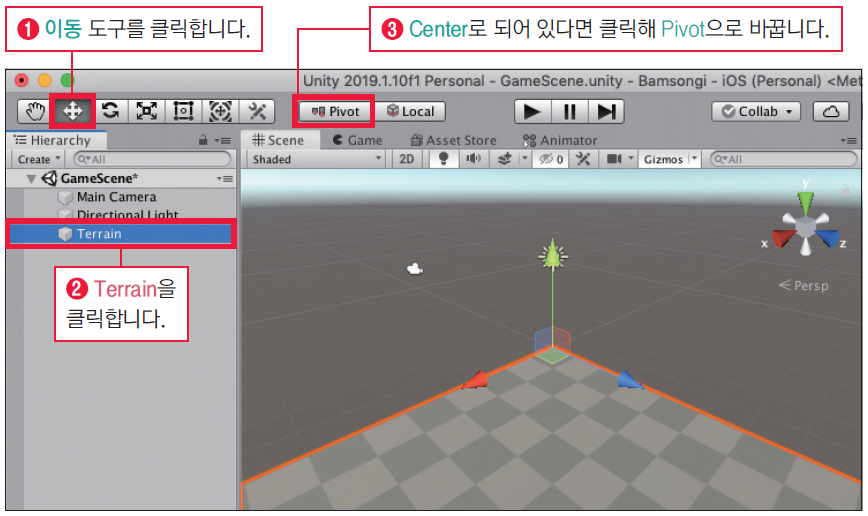 ❶ 이동 도구를 클릭합니다.
❸ Center로 되어 있다면 클릭해 Pivot으로 바꿉니다.
Unity 2019.1.10f1 Personal - GameScene.unity - Bamsongi - iOS (Personal) <Met
Pivot Local Collab
Hierarchy
Scene Game Asset Store Animator
Create All
Shaded 2D 0 Gizmos All
GameScene*
Main Camera
Directional Light
Terrain
y
x z
Persp
❷ Terrain을
클릭합니다.